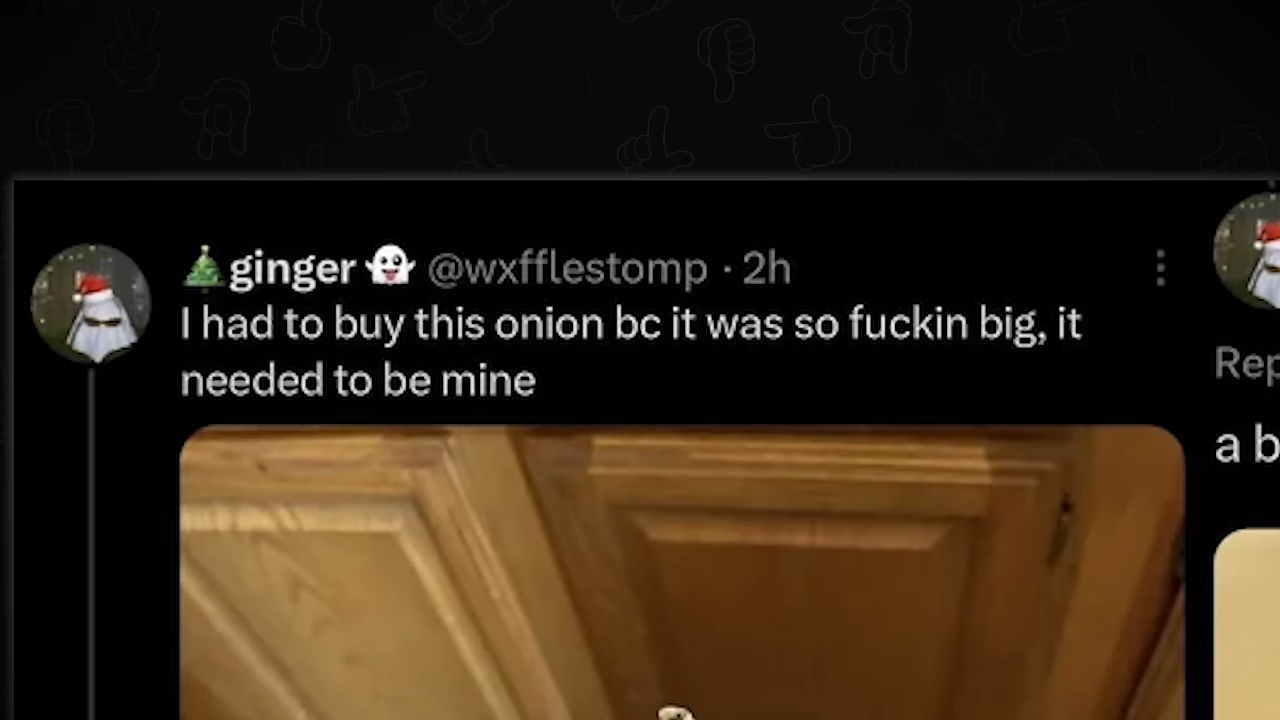 🎄ginger 👻 @wxfflestomp · 2h
I had to buy this onion bc it was so fuckin big, it
needed to be mine
Rep
a b